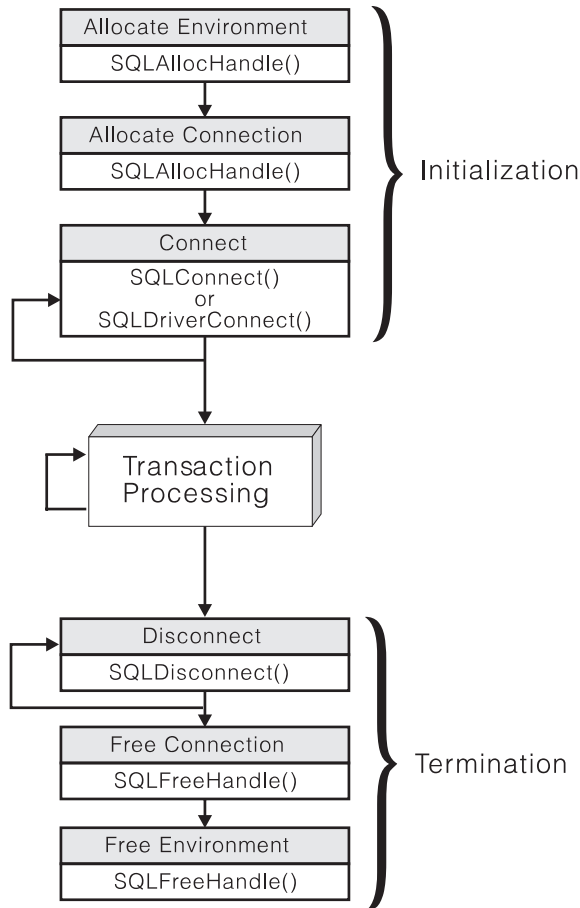 Allocate Environment
SQLAllocHandle()
Allocate Connection
SQLAllocHandle()
Initialization
Connect
SQLConnect()
or
SQLDriverConnect()
Transaction
Processing
Disconnect
SQLDisconnect()
Free Connection
SQLFreeHandle()
Termination
Free Environment
SQLFreeHandle()